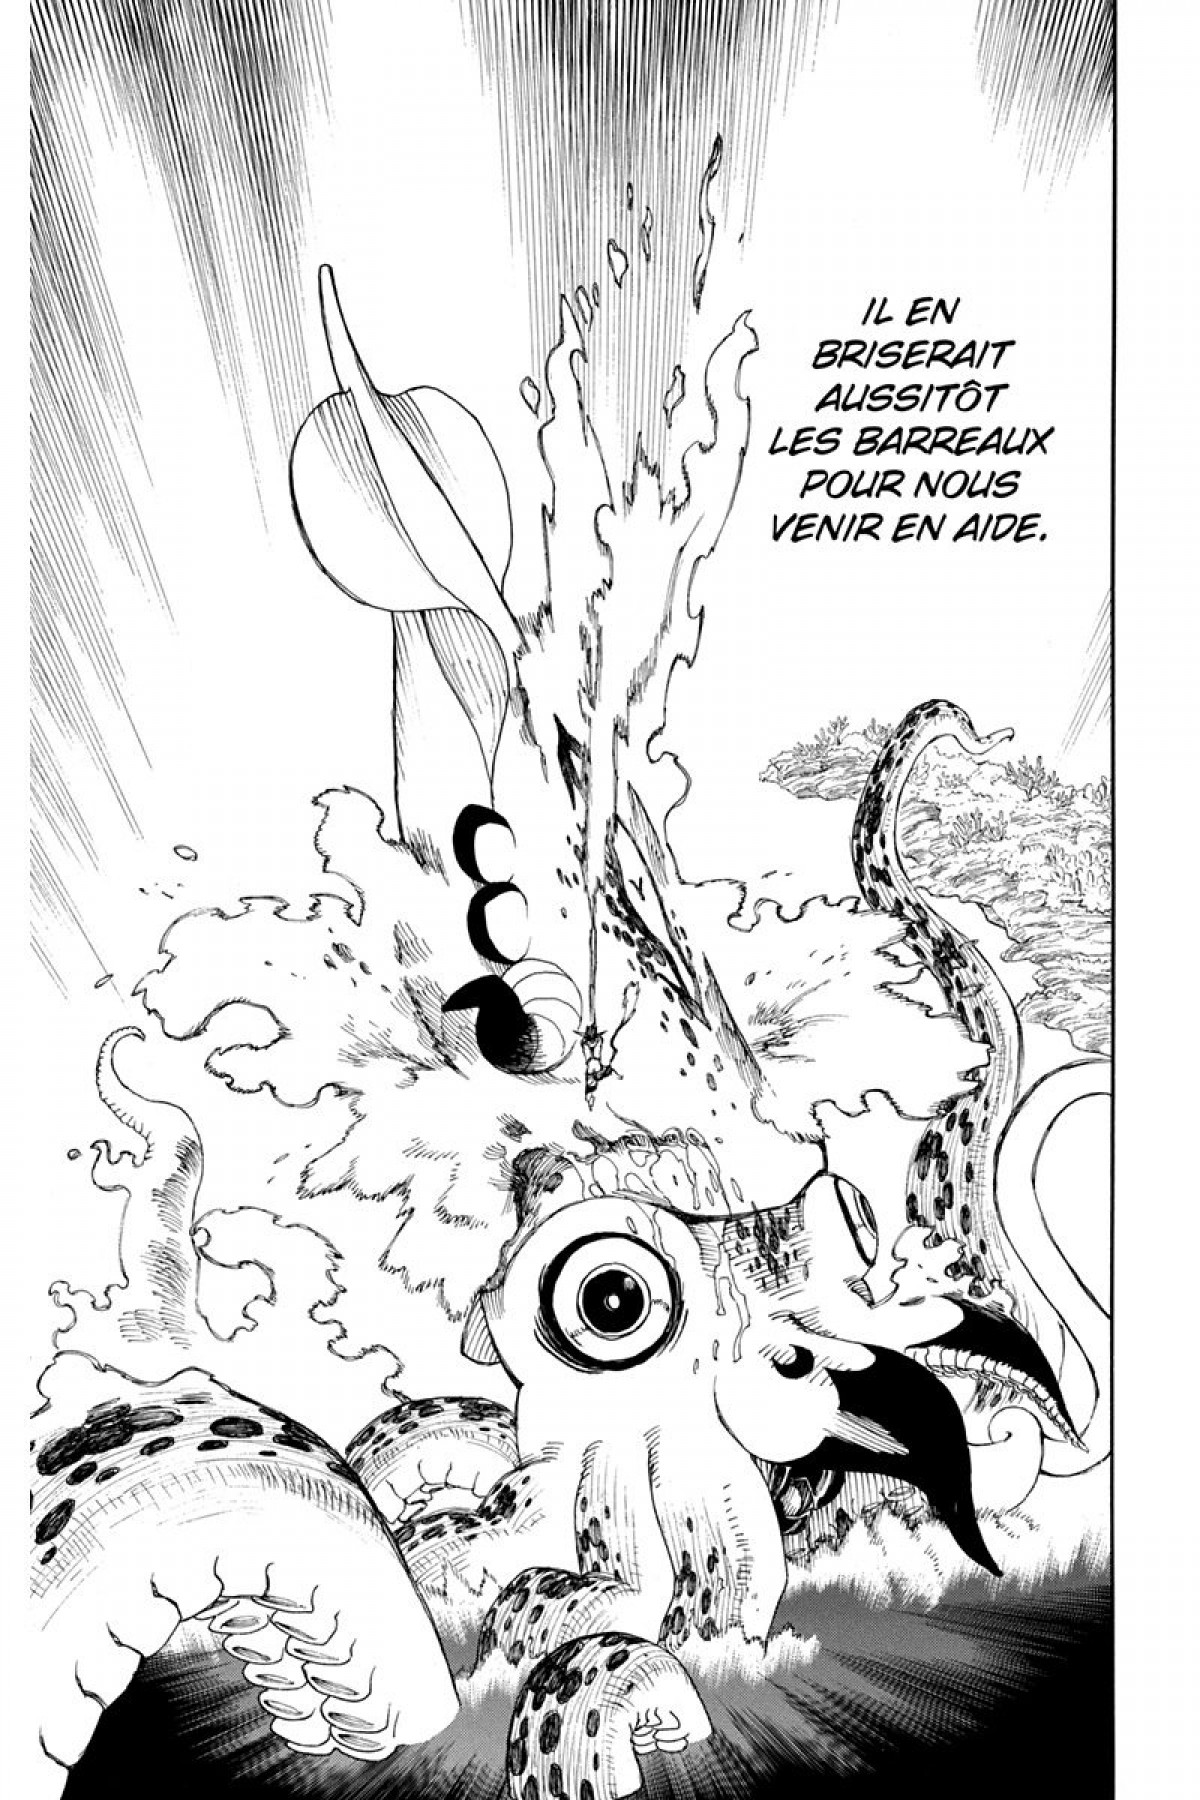 IL EN
BRISERAIT
AUSSITÔT
LES BARREAUX
POUR NOUS
VENIR EN AIDE.